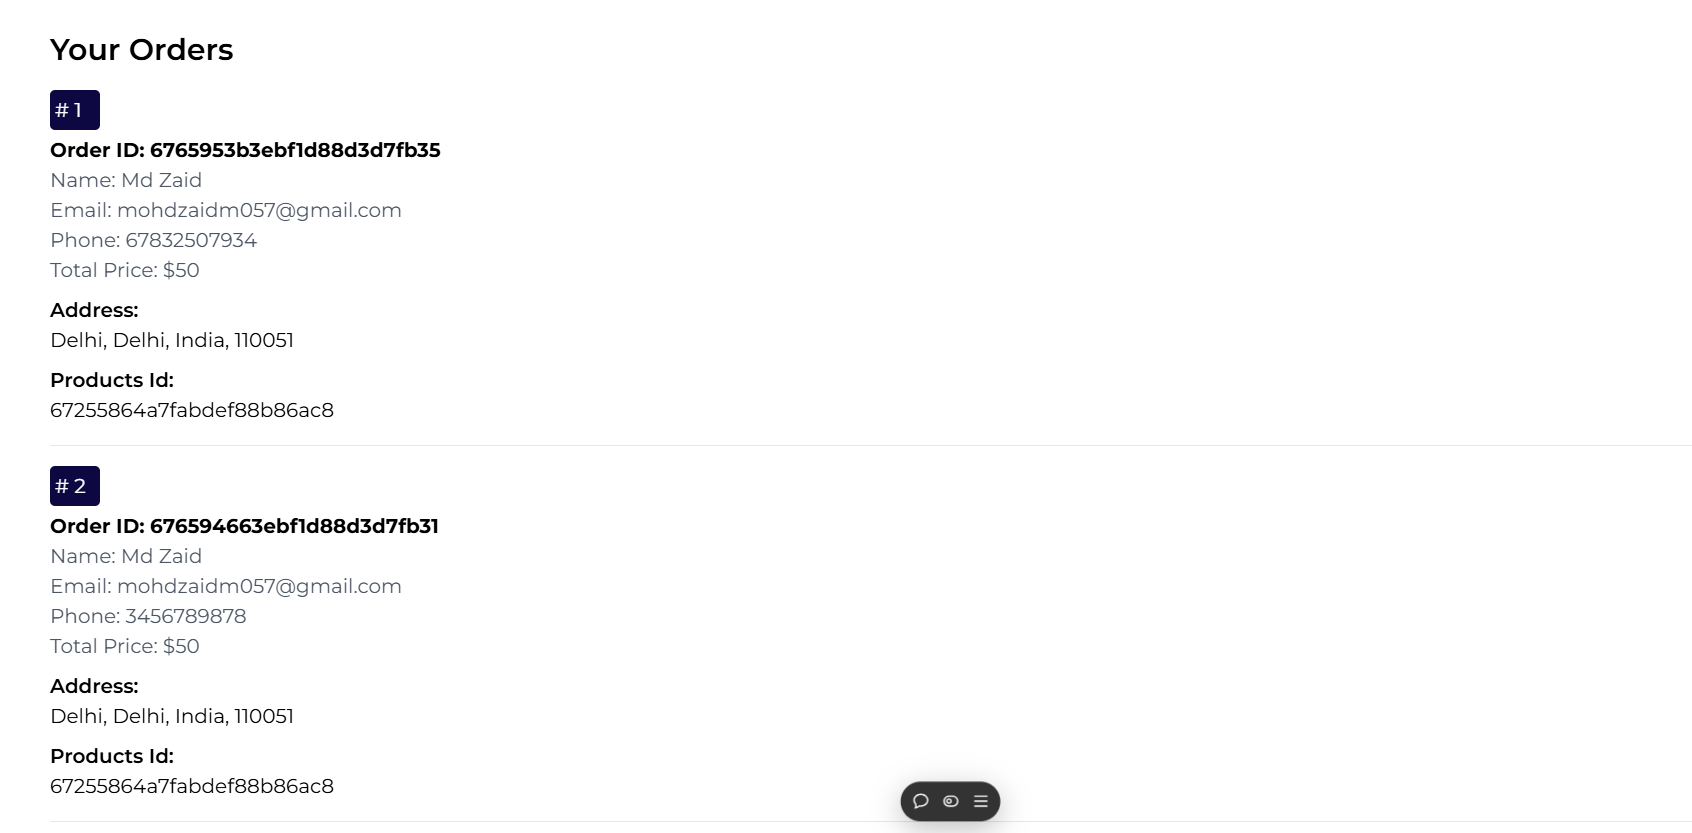 Your Orders
# 1
Order ID: 6765953b3ebf1d88d3d7fb35
Name: Md Zaid
Email: mohdzaidm057@gmail.com
Phone: 67832507934
Total Price: $50
Address:
Delhi, Delhi, India, 110051
Products Id:
67255864a7fabdef88b86ac8
# 2
Order ID: 676594663ebf1d88d3d7fb31
Name: Md Zaid
Email: mohdzaidm057@gmail.com
Phone: 3456789878
Total Price: $50
Address:
Delhi, Delhi, India, 110051
Products Id:
67255864a7fabdef88b86ac8